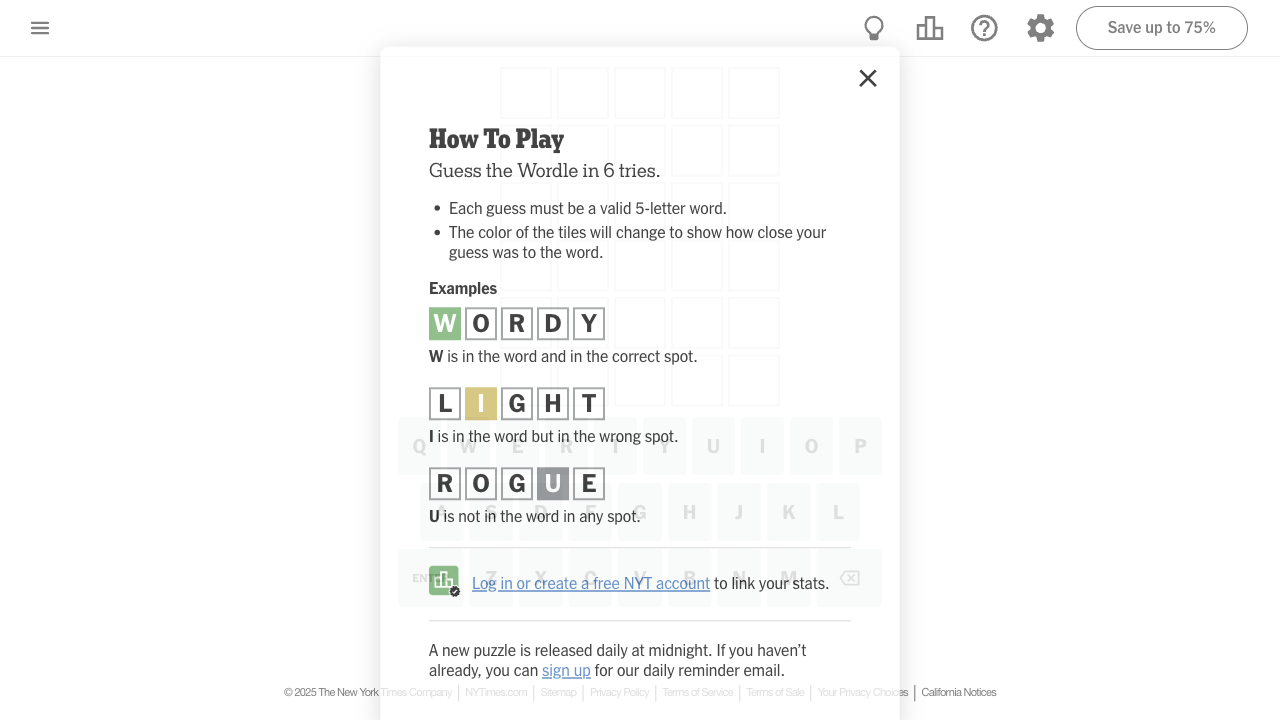 Save up to 75%
How To Play
Guess the Wordle in 6 tries.
• Each guess must be a valid 5-letter word.
• The color of the tiles will change to show how close your
guess was to the word.
Examples
W O R D Y
W is in the word and in the correct spot.
L I G H T
I is in the word but in the wrong spot.
Q W E R T Y U I O P
R O G U E
A S D F G H J K L
U is not in the word in any spot.
ENTER Z X C V B N M
Log in or create a free NYT account to link your stats.
A new puzzle is released daily at midnight. If you haven't
already, you can sign up for our daily reminder email.
© 2025 The New York Times Company | NYTimes.com | Sitemap | Privacy Policy | Terms of Service | Terms of Sale | Your Privacy Choices | California Notices